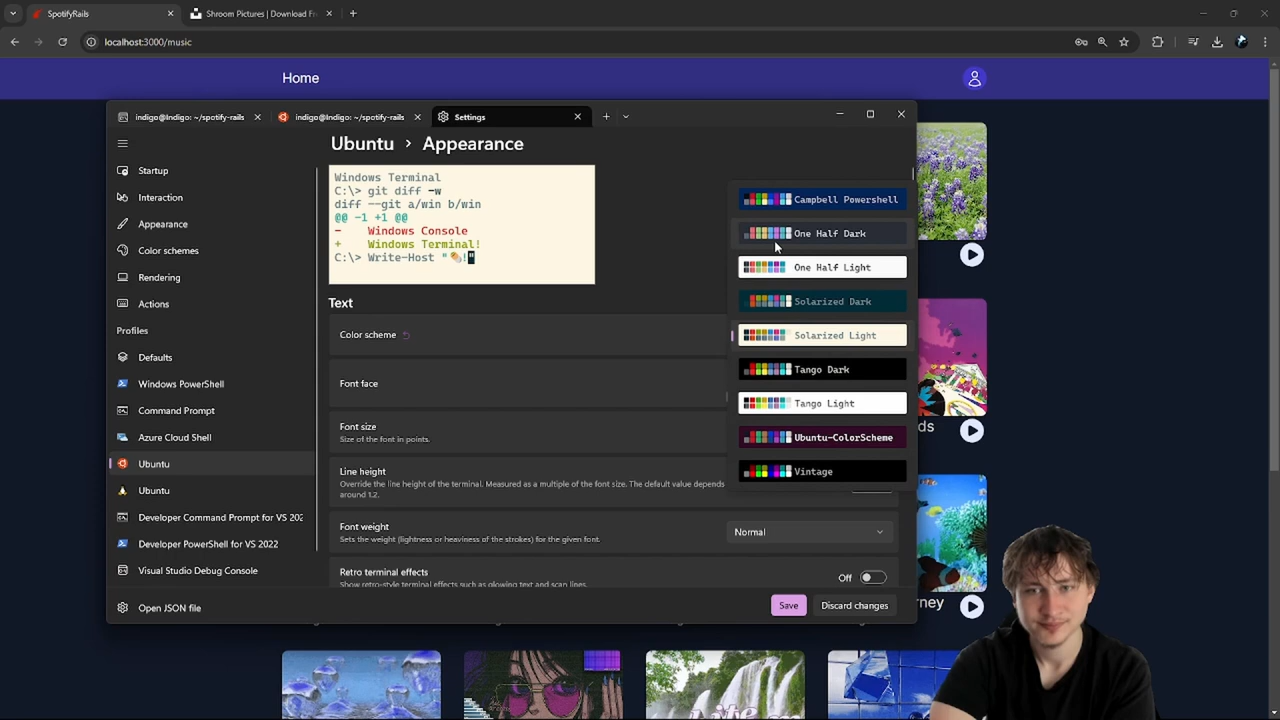 SpotifyRails
Shroom Pictures | Download Fr
localhost:3000/music
Home
indigo@Indigo: ~/spotify-rails
indigo@Indigo: ~/spotify-rails
Settings
Ubuntu > Appearance
Startup
Interaction
Appearance
Color schemes
Rendering
Actions
Profiles
Defaults
Windows PowerShell
Command Prompt
Azure Cloud Shell
Ubuntu
Ubuntu
Developer Command Prompt for VS 202
Developer PowerShell for VS 2022
Visual Studio Debug Console
Open JSON file
Windows Terminal
C:\> git diff -w
diff --git a/win b/win
@@ -1 +1 @@
- Windows Console
+ Windows Terminal!
C:\> Write-Host "🪶!"
Text
Color scheme
Font face
Font size
Size of the font in points.
Line height
Override the line height of the terminal. Measured as a multiple of the font size. The default value depends
around 1.2.
Font weight
Sets the weight (lightness or heaviness of the strokes) for the given font.
Normal
Retro terminal effects
Show retro-style terminal effects such as glowing text and scan lines.
Off
Campbell Powershell
One Half Dark
One Half Light
Solarized Dark
Solarized Light
Tango Dark
Tango Light
Ubuntu-ColorScheme
Vintage
Save
Discard changes
ds
rney